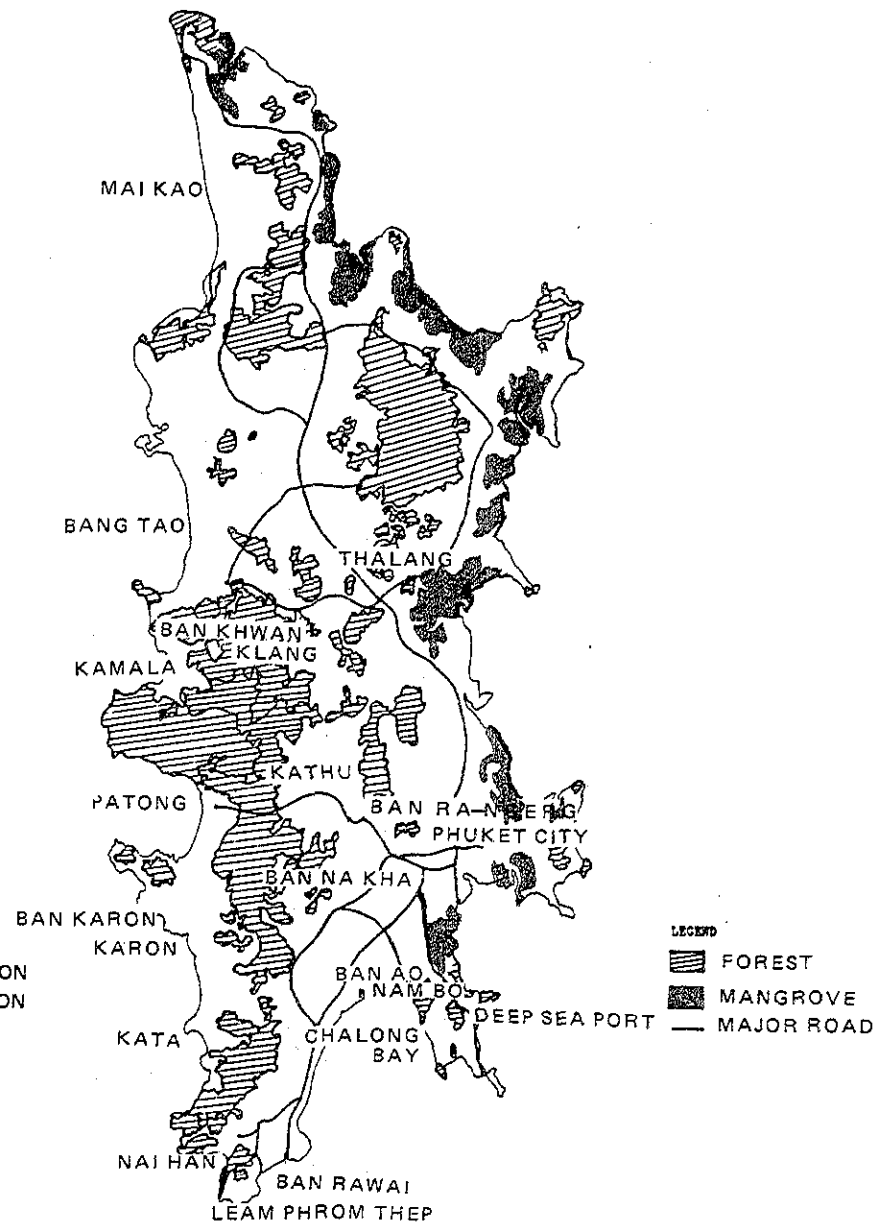 MAI KAO
BANG TAO
THALANG
BAN KHWAN
EKLANG
KAMALA
KATHU
PATONG
PHUKET CITY
BAN NA KHA
BAN KARON
KARON
ON
ON
KATA
BAN AO
NAM BO
DEEP SEA PORT
CHALONG
BAY
NAI HAN
BAN RAWAI
LEAM PHROM THEP
LEGEND
FOREST
MANGROVE
MAJOR ROAD